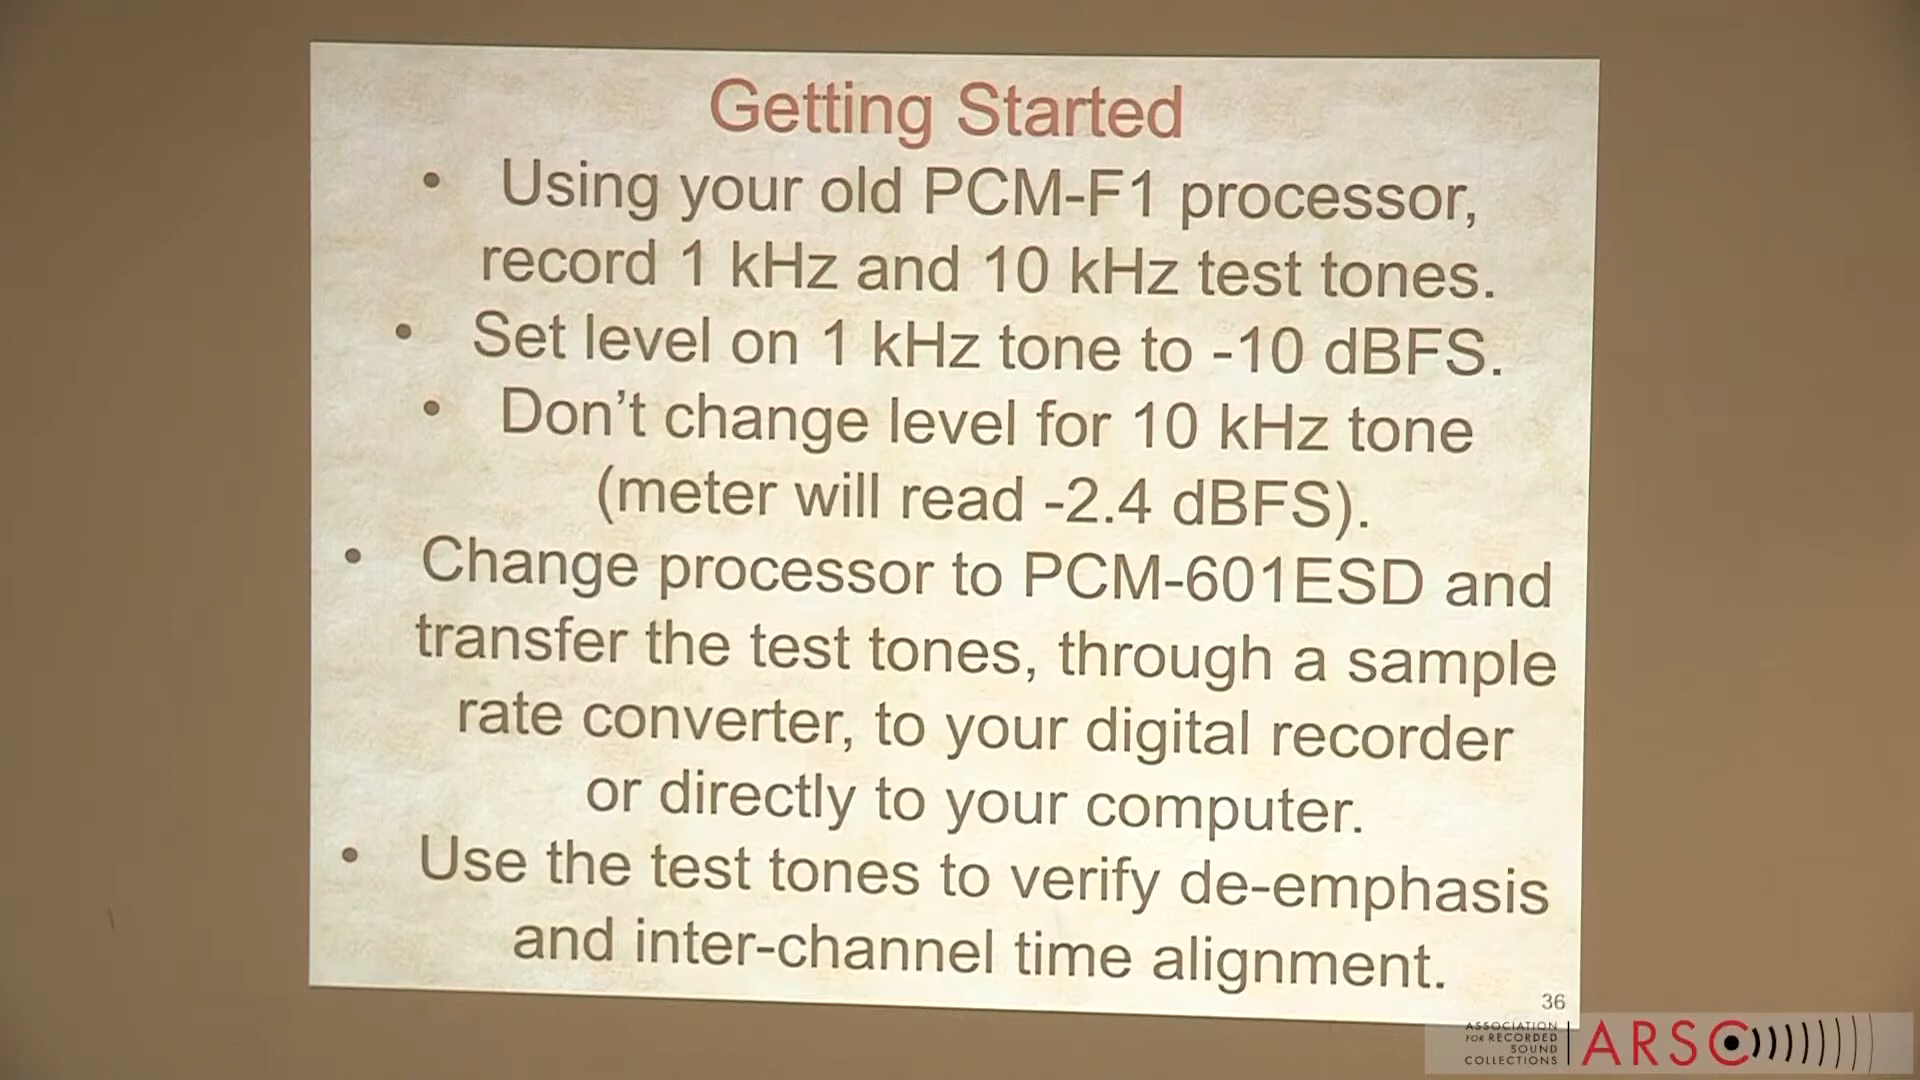 Getting Started
• Using your old PCM-F1 processor,
record 1 kHz and 10 kHz test tones.
• Set level on 1 kHz tone to -10 dBFS.
• Don’t change level for 10 kHz tone
(meter will read -2.4 dBFS).
• Change processor to PCM-601ESD and
transfer the test tones, through a sample
rate converter, to your digital recorder
or directly to your computer.
• Use the test tones to verify de-emphasis
and inter-channel time alignment.
36
ASSOCIATION
FOR RECORDED
SOUND
COLLECTIONS
ARSC